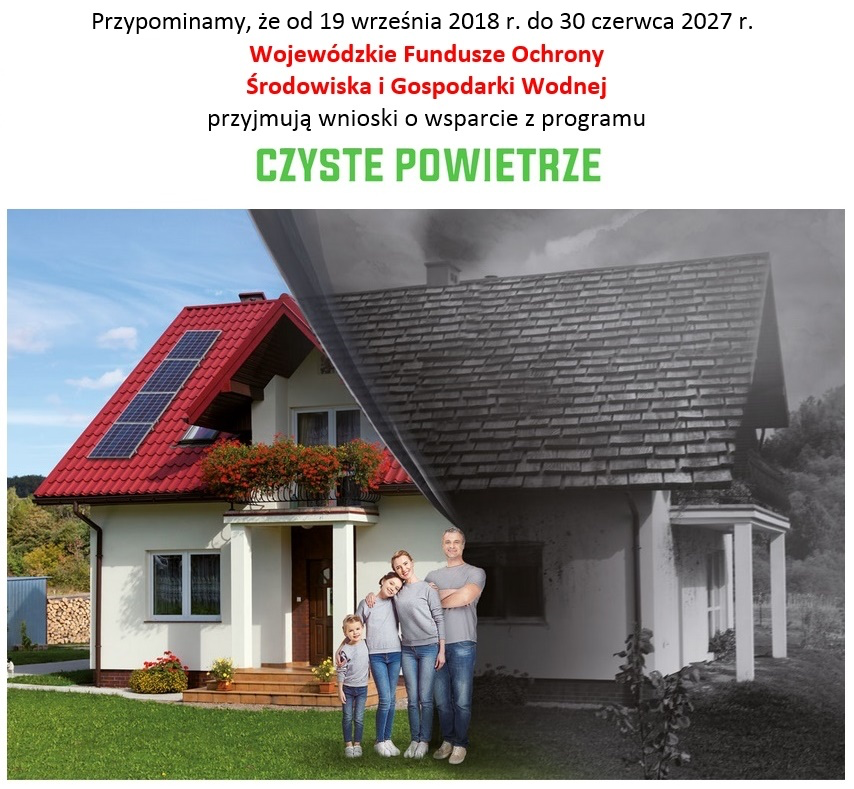 Przypominamy, że od 19 września 2018 r. do 30 czerwca 2027 r.
Wojewódzkie Fundusze Ochrony
Środowiska i Gospodarki Wodnej
przyjmują wnioski o wsparcie z programu
CZYSTE POWIETRZE